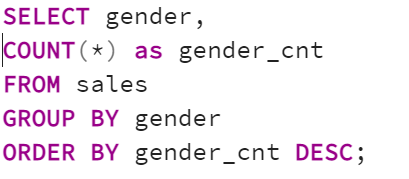 SELECT gender,
COUNT(*) as gender_cnt
FROM sales
GROUP BY gender
ORDER BY gender_cnt DESC;